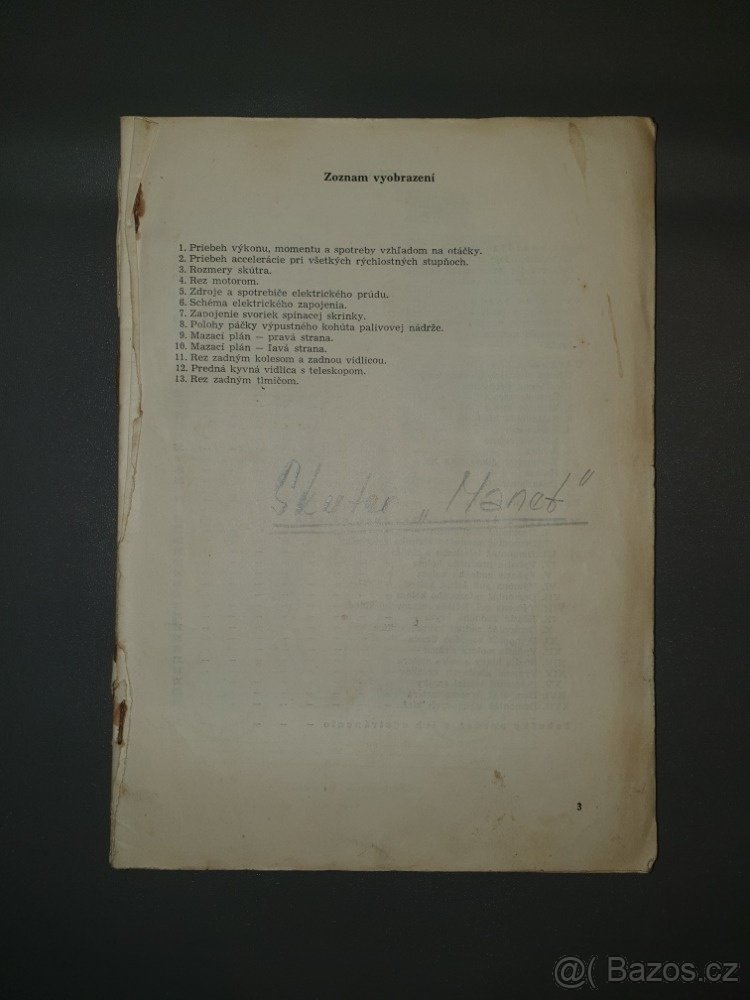 Zoznam vyobrazení
1. Priebeh výkonu, momentu a spotreby vzhľadom na otáčky.
2. Priebeh accelerácie pri všetkých rýchlostných stupňoch.
3. Rozmery skútra.
4. Rez motorom.
5. Zdroje a spotrebiče elektrického prúdu.
6. Schéma elektrického zapojenia.
7. Zapojenie svoriek spínacej skrinky.
8. Polohy páčky výpustného kohúta palivovej nádrže.
9. Mazací plán — pravá strana.
10. Mazací plán — ľavá strana.
11. Rez zadným kolesom a zadnou vidlicou.
12. Predná kyvná vidlica s teleskopom.
13. Rez zadným tlmičom.
Skuter „Manet"
3
@( Bazos.cz